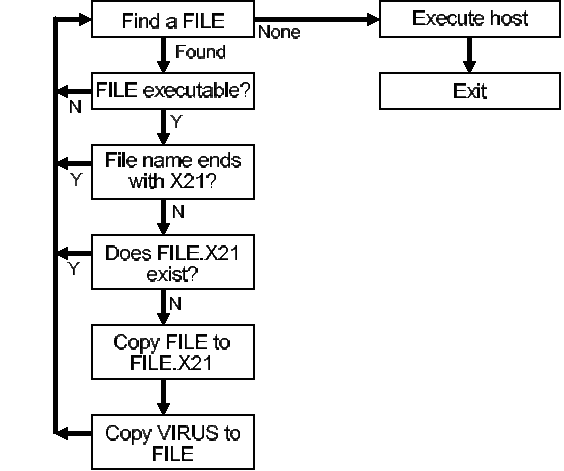 Find a FILE
None
Execute host
Found
FILE executable?
N
Exit
Y
File name ends
with X21?
Y
N
Does FILE.X21
exist?
Y
N
Copy FILE to
FILE.X21
Copy VIRUS to
FILE